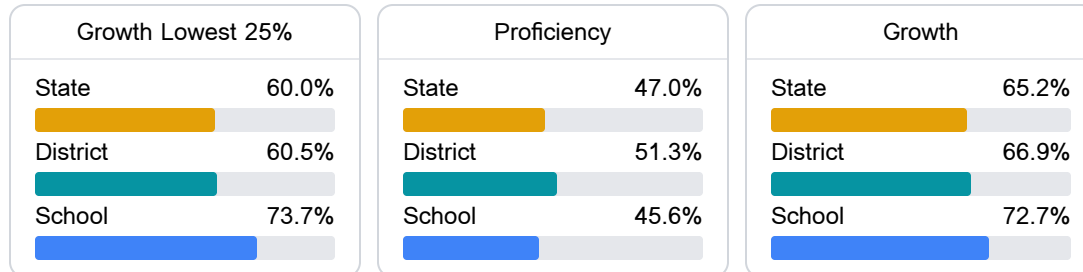 Growth Lowest 25%
State 60.0%
District 60.5%
School 73.7%
Proficiency
State 47.0%
District 51.3%
School 45.6%
Growth
State 65.2%
District 66.9%
School 72.7%